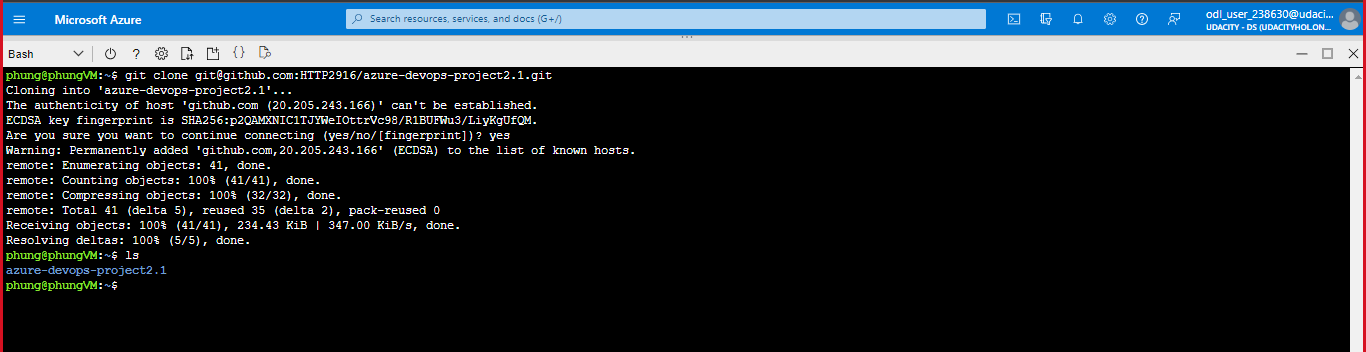 Microsoft Azure
Search resources, services, and docs (G+/)
odl_user_238630@udaci...
UDACITY - DS (UDACITYHOLON...
Bash
phung@phungVM:~$ git clone git@github.com:HTTP2916/azure-devops-project2.1.git
Cloning into 'azure-devops-project2.1'...
The authenticity of host 'github.com (20.205.243.166)' can't be established.
ECDSA key fingerprint is SHA256:p2QAMXNIC1TJYWeIOttrVc98/R1BUFWu3/LiyKgUfQM.
Are you sure you want to continue connecting (yes/no/[fingerprint])? yes
Warning: Permanently added 'github.com,20.205.243.166' (ECDSA) to the list of known hosts.
remote: Enumerating objects: 41, done.
remote: Counting objects: 100% (41/41), done.
remote: Compressing objects: 100% (32/32), done.
remote: Total 41 (delta 5), reused 35 (delta 2), pack-reused 0
Receiving objects: 100% (41/41), 234.43 KiB | 347.00 KiB/s, done.
Resolving deltas: 100% (5/5), done.
phung@phungVM:~$ ls
azure-devops-project2.1
phung@phungVM:~$